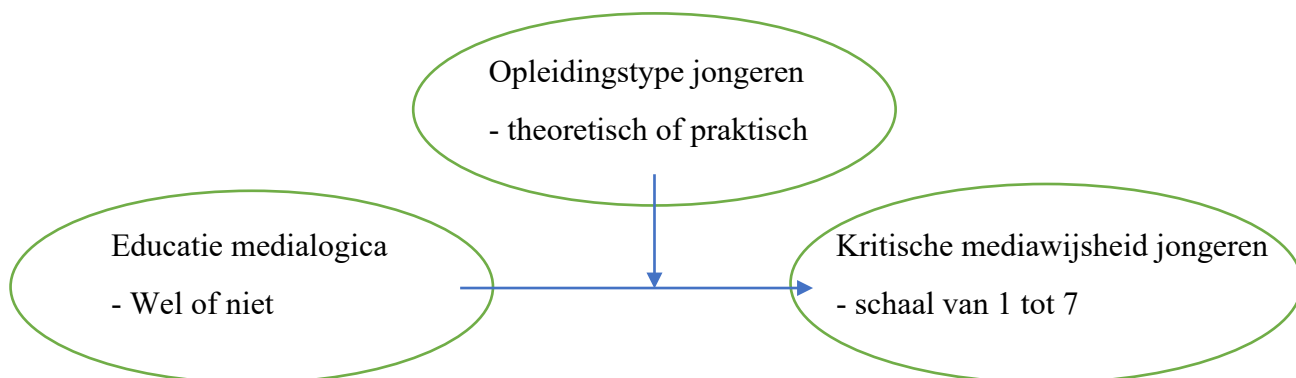 Opleidingstype jongeren
- theoretisch of praktisch
Educatie medialogica
- Wel of niet
Kritische mediawijsheid jongeren
- schaal van 1 tot 7